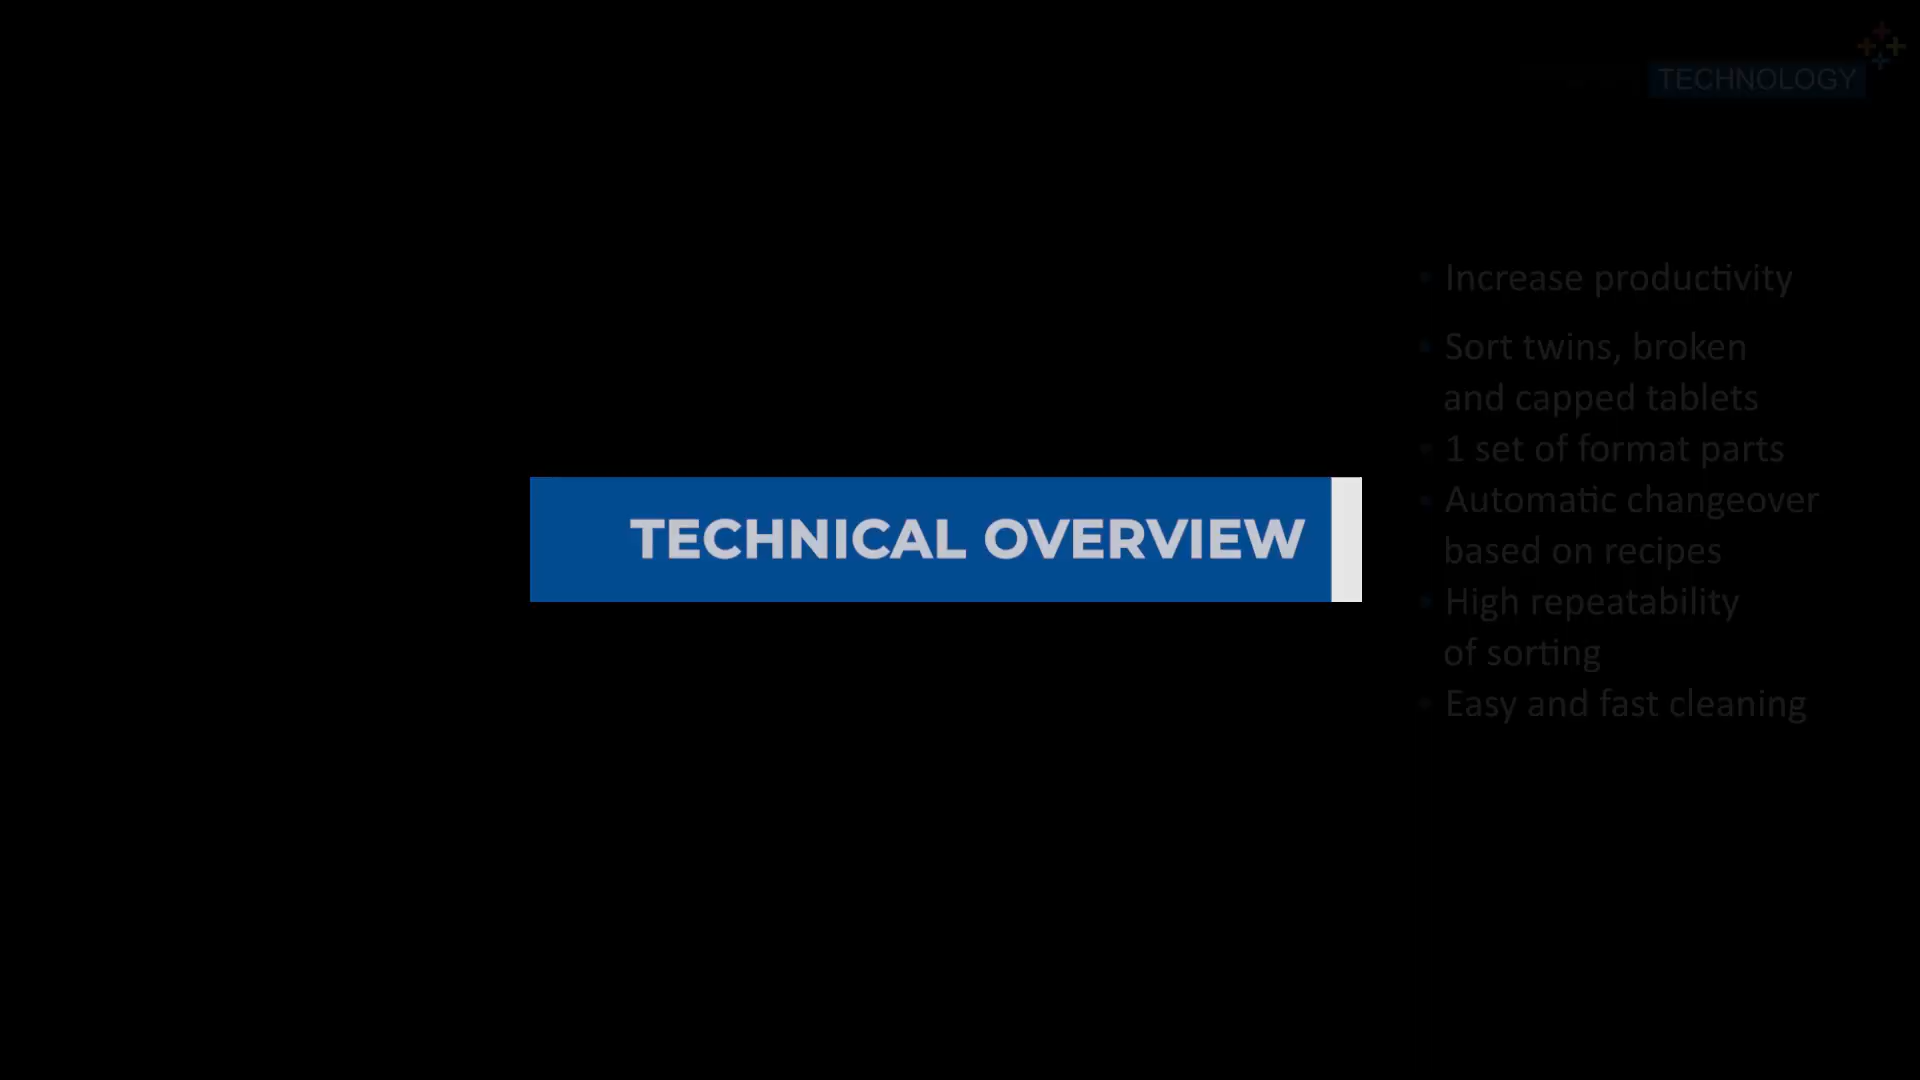 TECHNOLOGY
• Increase productivity
• Sort twins, broken
and capped tablets
• 1 set of format parts
• Automatic changeover
based on recipes
• High repeatability
of sorting
• Easy and fast cleaning
TECHNICAL OVERVIEW